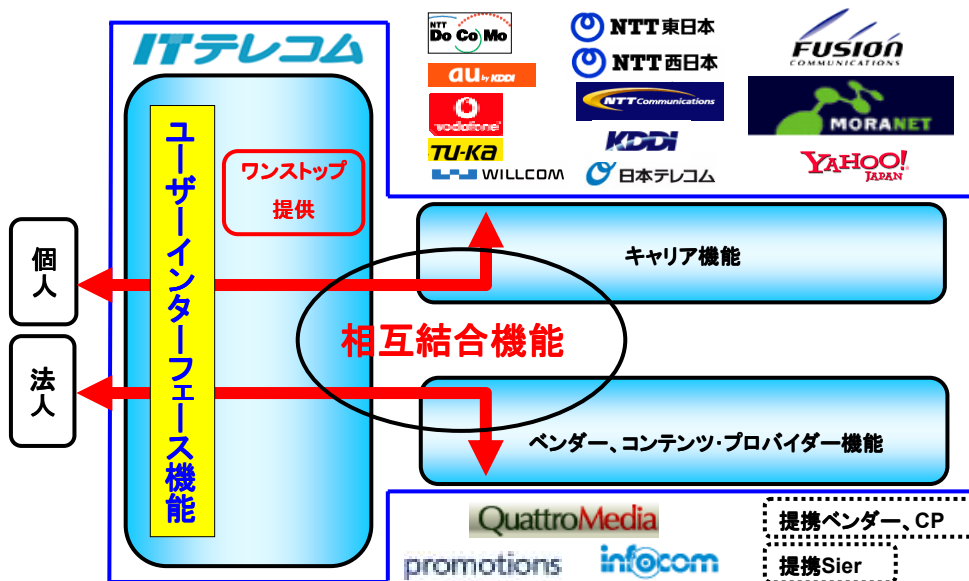 ITテレコム
NTT
DoCoMo
au by KDDI
vodafone
TU-KA
WILLCOM
NTT東日本
NTT西日本
NTT Communications
KDDI
日本テレコム
FUSION
COMMUNICATIONS
MORANET
YAHOO!
JAPAN
ユーザーインターフェース機能
ワンストップ
提供
個人
法人
キャリア機能
相互結合機能
ベンダー、コンテンツ・プロバイダー機能
QuattroMedia
promotions
infocom
提携ベンダー、CP
提携Sier